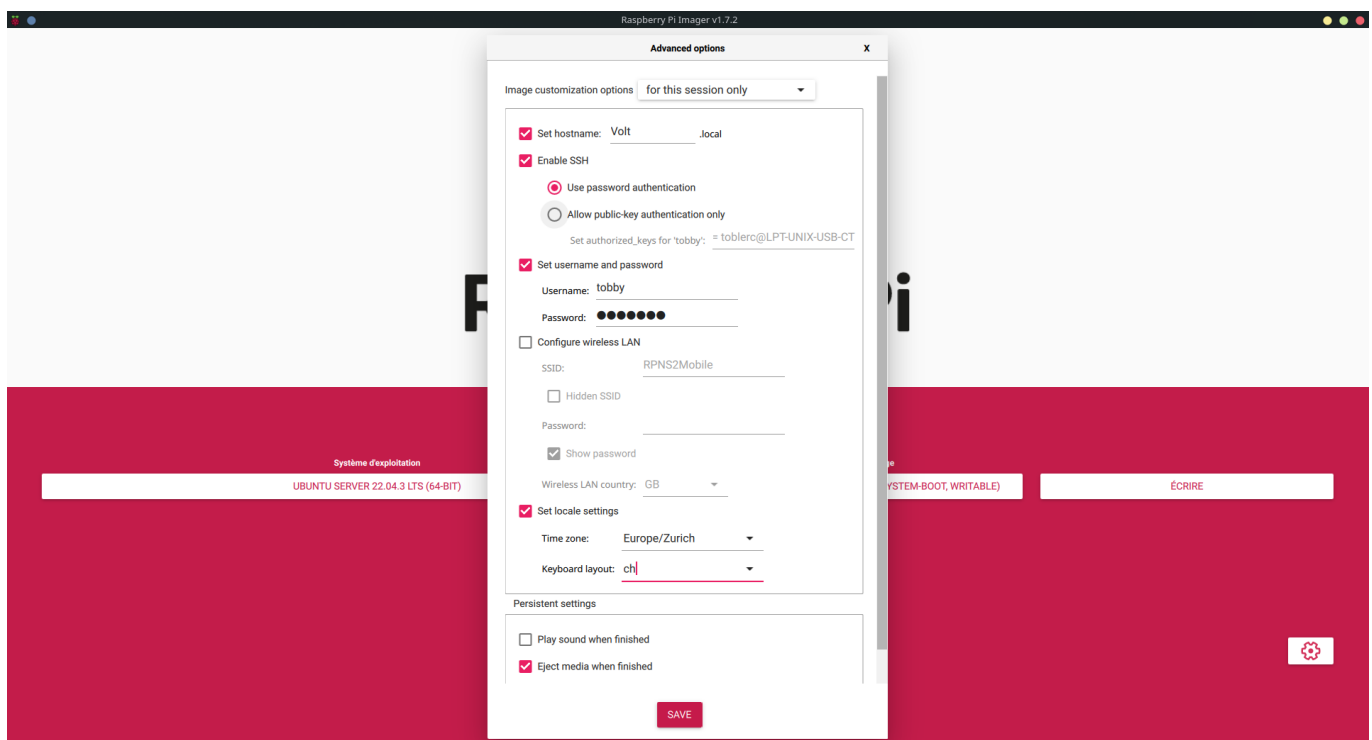 Raspberry Pi Imager v1.7.2
Advanced options X
Image customization options for this session only
Set hostname: Volt .local
Enable SSH
Use password authentication
Allow public-key authentication only
Set authorized_keys for 'tobby': = toblerc@LPT-UNIX-USB-CT
Set username and password
Username: tobby
Password: ●●●●●●●
Configure wireless LAN
SSID: RPNS2Mobile
Hidden SSID
Password:
Show password
Wireless LAN country: GB
Set locale settings
Time zone: Europe/Zurich
Keyboard layout: ch
Persistent settings
Play sound when finished
Eject media when finished
SAVE
R Pi
Système d'exploitation ge
UBUNTU SERVER 22.04.3 LTS (64-BIT) YSTEM-BOOT, WRITABLE) ÉCRIRE